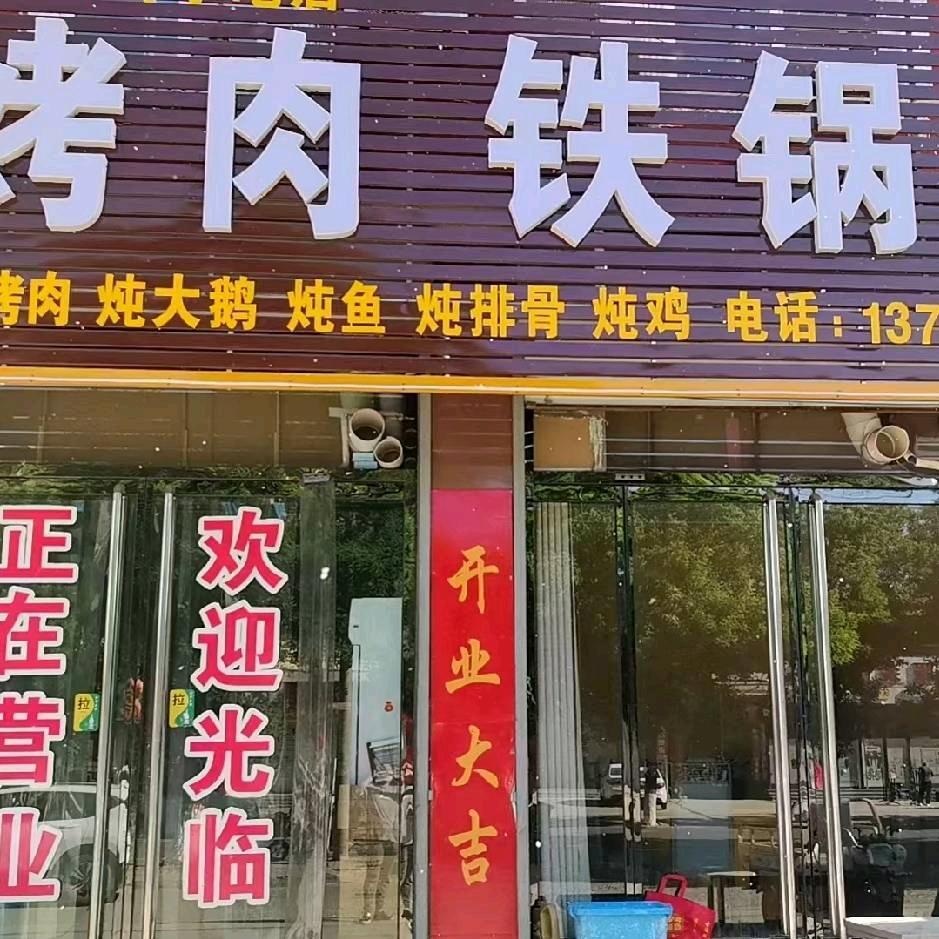 烤肉 铁锅
烤肉 炖大鹅 炖鱼 炖排骨 炖鸡 电话：137
正在营业
欢迎光临
开业大吉
拉
拉